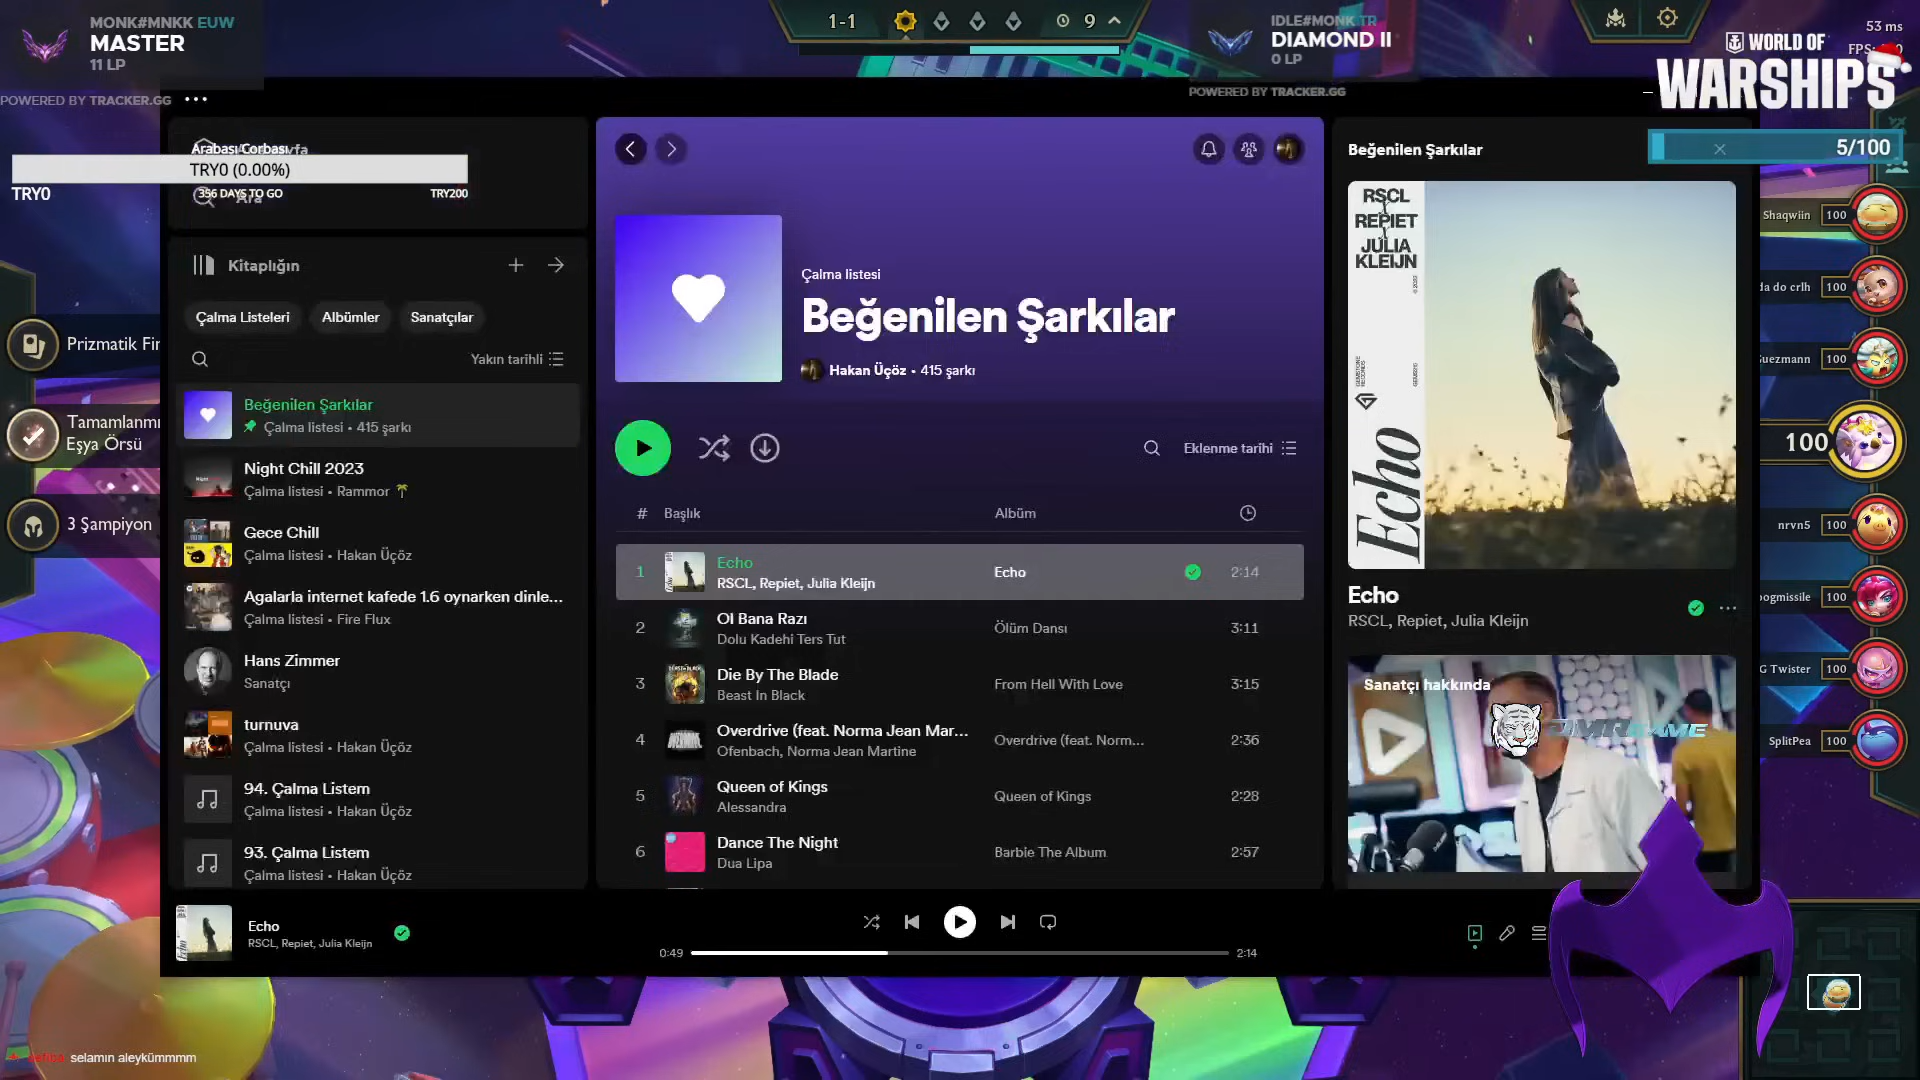 MONK#MNKK EUW
MASTER
11 LP
POWERED BY TRACKER.GG
1-1
9
IDLE#MONK TR
DIAMOND II
0 LP
POWERED BY TRACKER.GG
53 ms
WORLD OF
WARSHIPS
5/100
Arabası Çorbası
TRY0 (0.00%)
TRY0
356 DAYS TO GO
TRY200
Ara
Kitaplığın
Çalma Listeleri
Albümler
Sanatçılar
Yakın tarihli
Beğenilen Şarkılar
Çalma listesi • 415 şarkı
Night Chill 2023
Çalma listesi • Rammor 🌴
Gece Chill
Çalma listesi • Hakan Üçöz
Agalarla internet kafede 1.6 oynarken dinle...
Çalma listesi • Fire Flux
Hans Zimmer
Sanatçı
turnuva
Çalma listesi • Hakan Üçöz
94. Çalma Listem
Çalma listesi • Hakan Üçöz
93. Çalma Listem
Çalma listesi • Hakan Üçöz
Prizmatik Fir
Tamamlanmı
Eşya Örsü
3 Şampiyon
Çalma listesi
Beğenilen Şarkılar
Hakan Üçöz • 415 şarkı
Eklenme tarihi
# Başlık Albüm
1 Echo
RSCL, Repiet, Julia Kleijn
Echo
2:14
2 Ol Bana Razı
Dolu Kadehi Ters Tut
Ölüm Dansı
3:11
3 Die By The Blade
Beast In Black
From Hell With Love
3:15
4 Overdrive (feat. Norma Jean Mar...
Ofenbach, Norma Jean Martine
Overdrive (feat. Norm...
2:36
5 Queen of Kings
Alessandra
Queen of Kings
2:28
6 Dance The Night
Dua Lipa
Barbie The Album
2:57
Beğenilen Şarkılar
RSCL
X
REPIET
X
JULIA
KLEIJN
Echo
Echo
RSCL, Repiet, Julia Kleijn
Sanatçı hakkında
Shaqwiin 100
da do crlh 100
Guezmann 100
100
nrvn5 100
oogmissile 100
G Twister 100
SplitPea 100
Echo
RSCL, Repiet, Julia Kleijn
0:49
2:14
selamın aleykümmmm